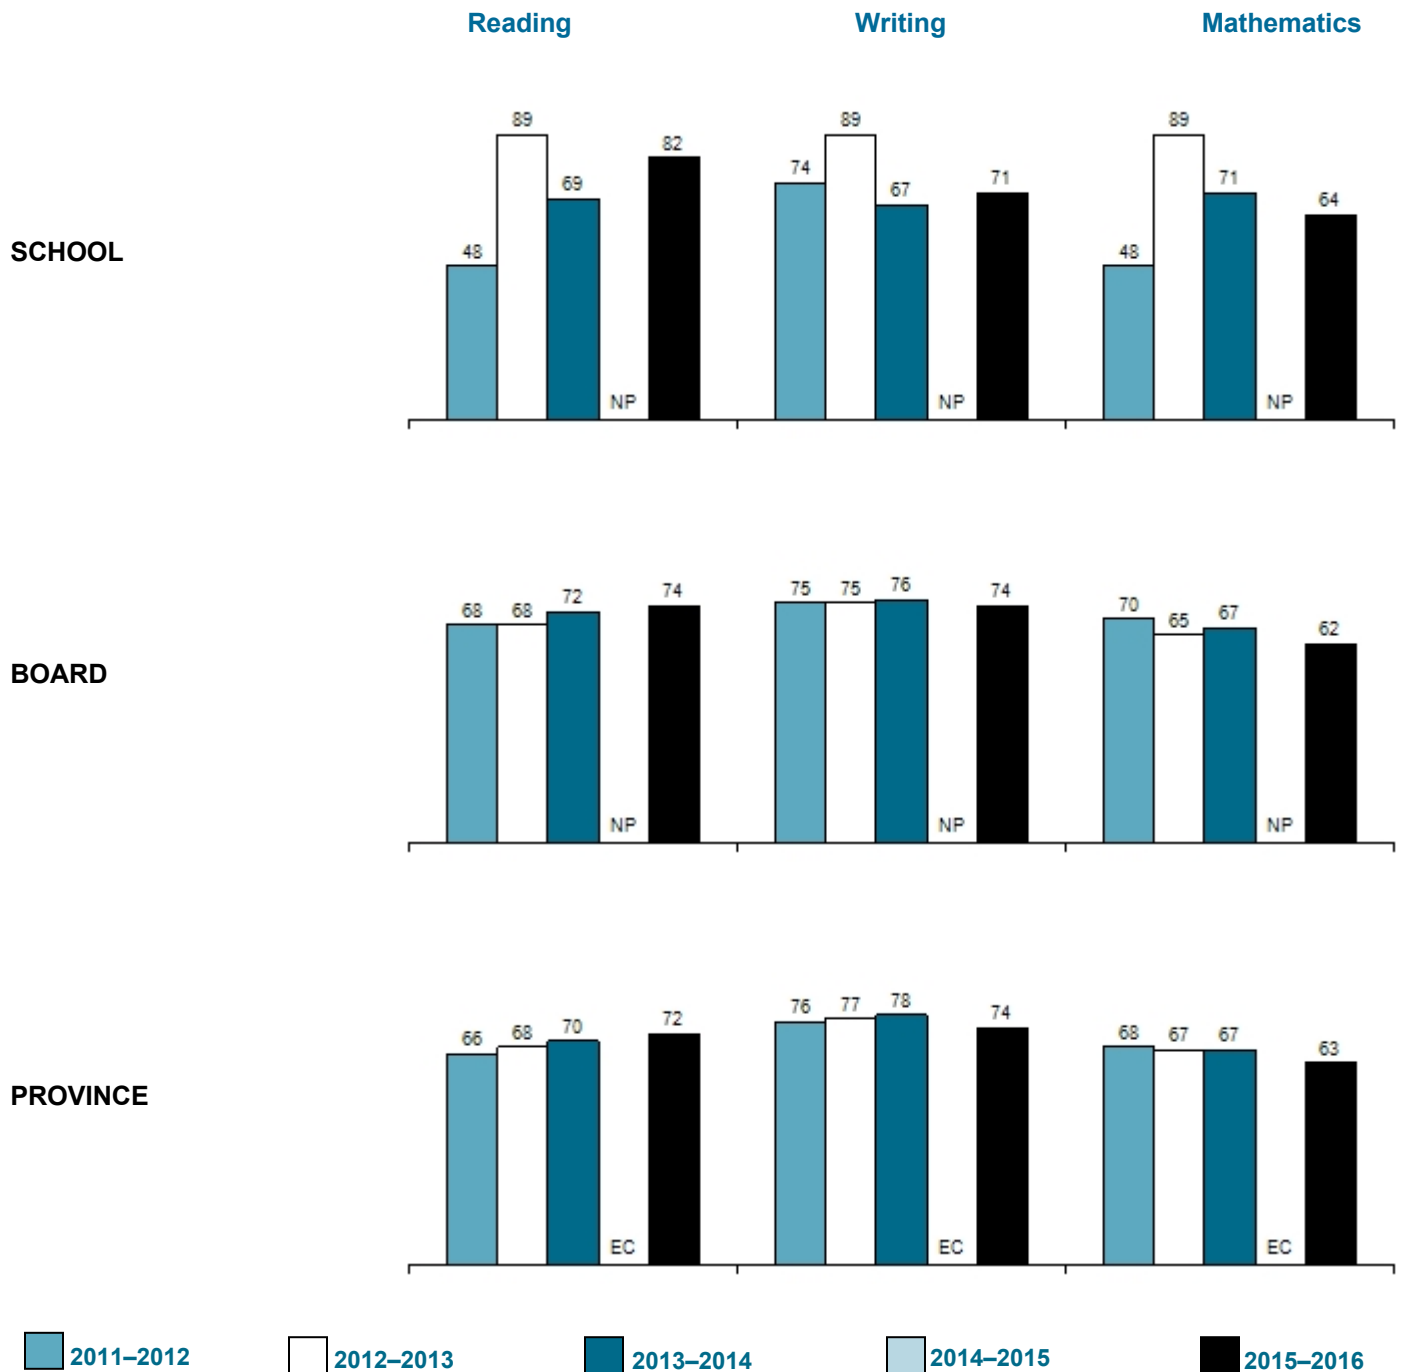 Reading Writing Mathematics
SCHOOL
48 89 69 NP 82 74 89 67 NP 71 48 89 71 NP 64
BOARD
68 68 72 NP 74 75 75 76 NP 74 70 65 67 NP 62
PROVINCE
66 68 70 EC 72 76 77 78 EC 74 68 67 67 EC 63
2011–2012 2012–2013 2013–2014 2014–2015 2015–2016